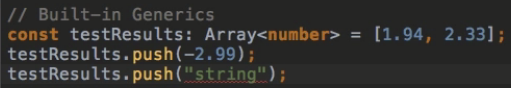 // Built-in Generics
const testResults: Array<number> = [1.94, 2.33];
testResults.push(-2.99);
testResults.push("string");